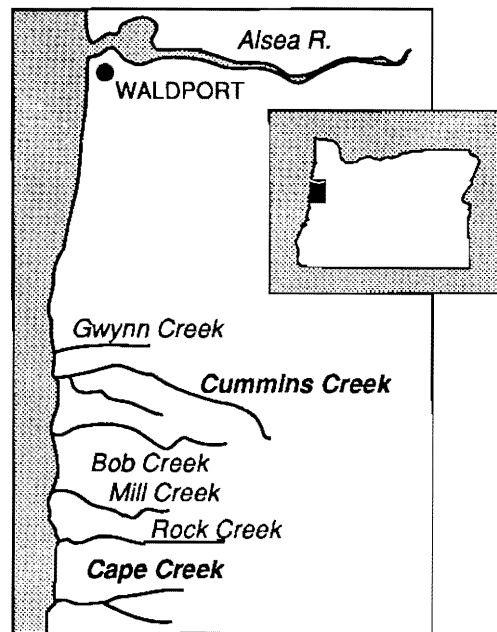 Alsea R.
WALDPORT
Gwynn Creek
Cummins Creek
Bob Creek
Mill Creek
Rock Creek
Cape Creek